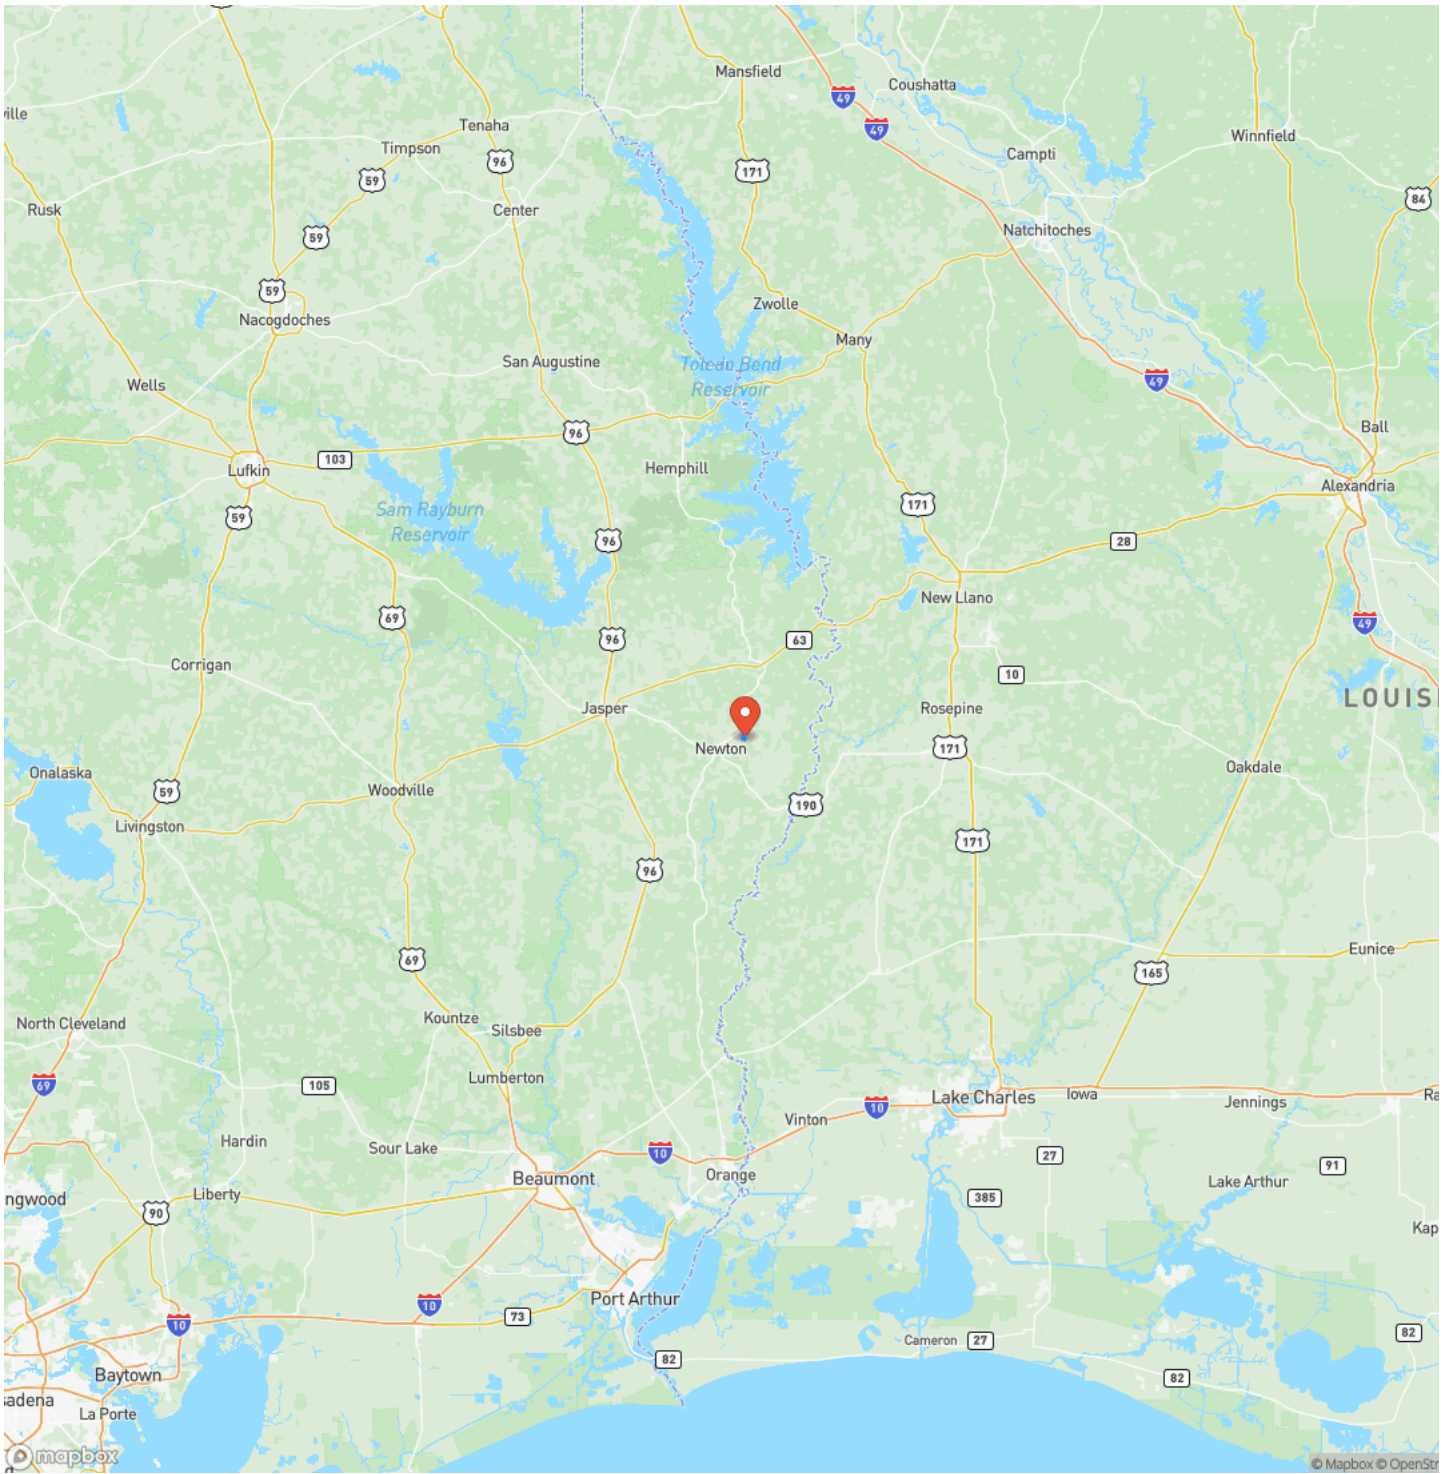 Mansfield
Coushatta
49
ville
49
Tenaha
Winnfield
Timpson
Campti
96
171
59
84
Rusk
Center
Natchitoches
59
59
Zwolle
Nacogdoches
Many
San Augustine
Toledo Bend
Reservoir
Wells
49
Ball
96
103
Hemphill
Lufkin
Alexandria
Sam Rayburn
Reservoir
171
59
96
28
New Llano
69
49
96
63
Corrigan
10
LOUISI
Jasper
Rosepine
Newton
171
Oakdale
Onalaska
59
Woodville
190
Livingston
171
96
Eunice
69
165
North Cleveland
Kountze
Silsbee
Lumberton
69
105
Lake Charles
Iowa
Ra
10
Jennings
Vinton
Hardin
Sour Lake
10
27
91
Orange
Beaumont
Lake Arthur
ngwood
Liberty
385
90
Kap
Port Arthur
10
73
10
82
Cameron
27
82
Baytown
82
sadena
La Porte
mapbox
© Mapbox © OpenStr